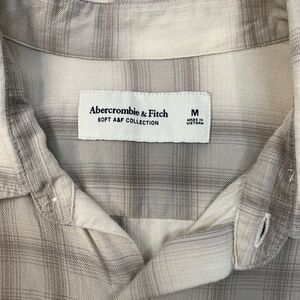 Abercrombie & Fitch
SOFT A&F COLLECTION
M
MADE IN
VIETNAM